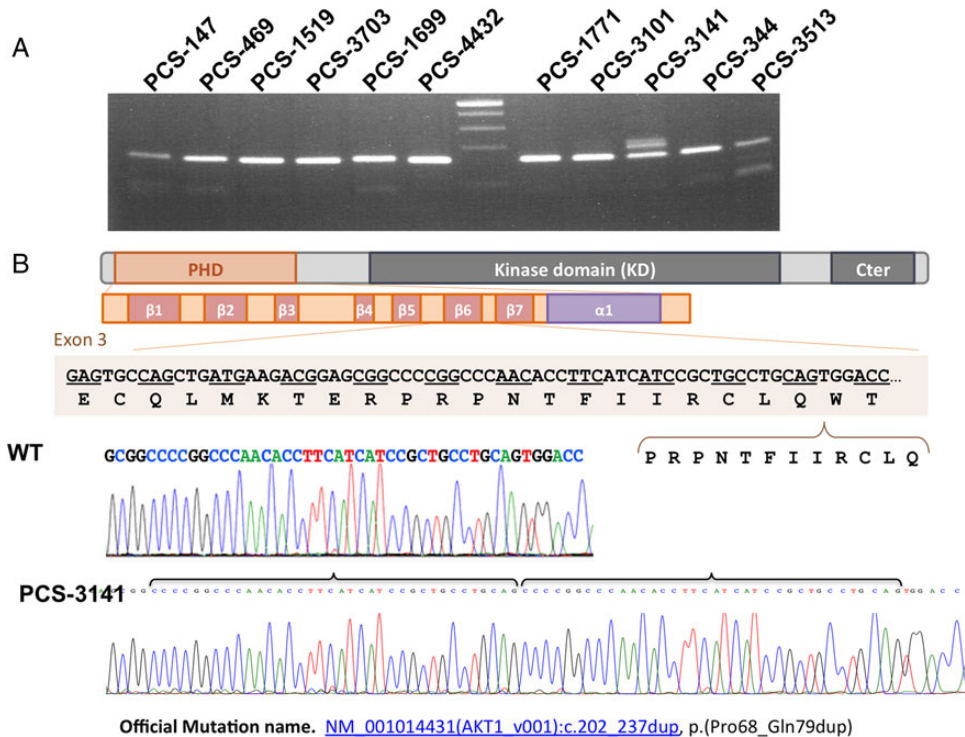 A
PCS-147 PCS-469 PCS-1519 PCS-3703 PCS-1699 PCS-4432 PCS-1771 PCS-3101 PCS-3141 PCS-344 PCS-3513
B
PHD Kinase domain (KD) Cter
β1 β2 β3 β4 β5 β6 β7 α1
Exon 3
GAGTGCCAGCTGATGAAGACGGAGCGGCCCCGGCCCAACACCTTCATCATCCGCTGCCTGCAGTGGACC...
E C Q L M K T E R P R P N T F I I R C L Q W T
WT
GCGGCCCCGGCCCAACACCTTCATCATCCGCTGCCTGCAGTGGACC
P R P N T F I I R C L Q
PCS-3141
CGGCCCCGGCCCAACACCTTCATCATCCGCTGCCTGCAGCCCCGGCCCAACACCTTCATCATCCGCTGCCTGCAGTGGACC
Official Mutation name. NM_001014431(AKT1_v001):c.202_237dup, p.(Pro68_Gln79dup)